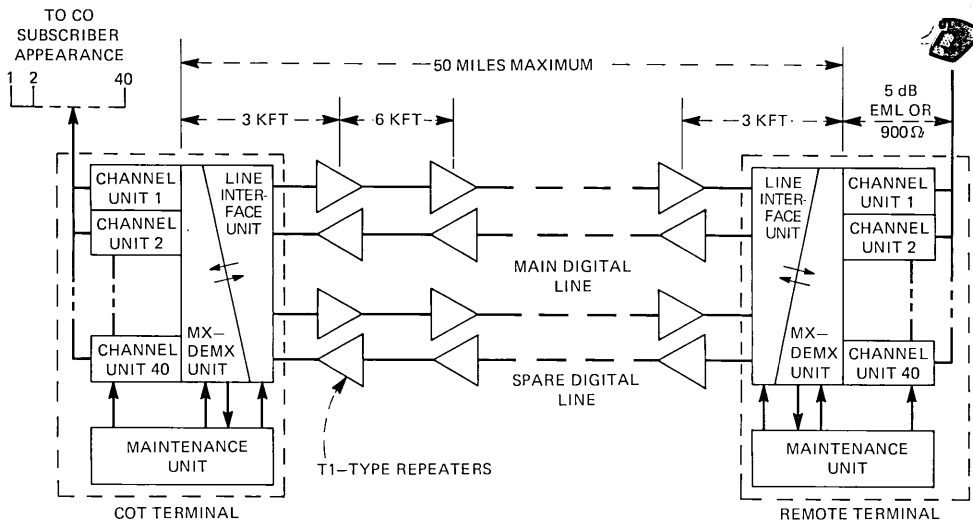 TO CO
SUBSCRIBER
APPEARANCE
1 2 40
50 MILES MAXIMUM
3 KFT
6 KFT
3 KFT
5 dB
EML OR
900 Ω
CHANNEL
UNIT 1
CHANNEL
UNIT 2
CHANNEL
UNIT 40
LINE
INTER-
FACE
UNIT
MX-
DEMX
UNIT
MAINTENANCE
UNIT
COT TERMINAL
MAIN DIGITAL
LINE
SPARE DIGITAL
LINE
T1-TYPE REPEATERS
LINE
INTER-
FACE
UNIT
MX-
DEMX
UNIT
CHANNEL
UNIT 1
CHANNEL
UNIT 2
CHANNEL
UNIT 40
MAINTENANCE
UNIT
REMOTE TERMINAL